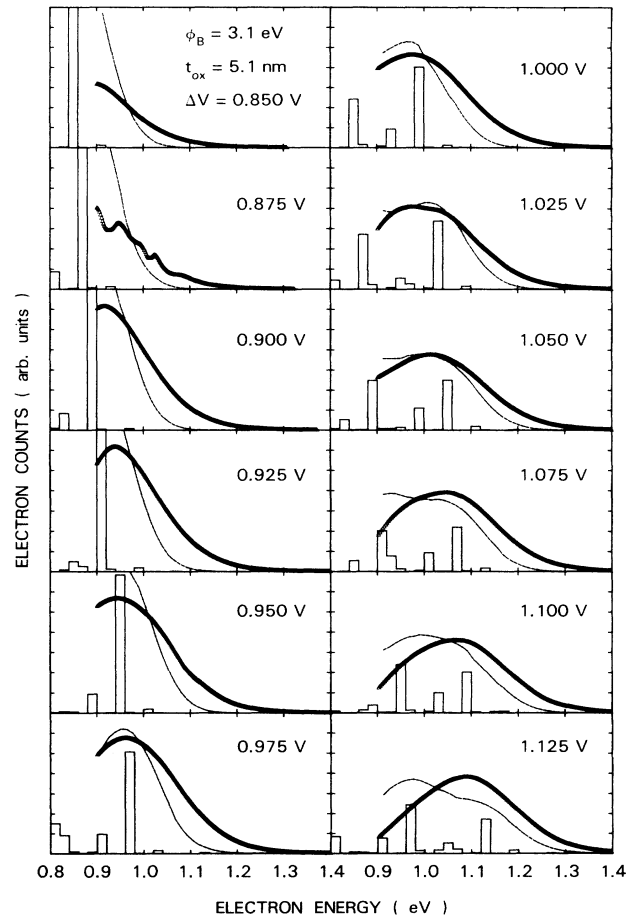 ϕB = 3.1 eV
tox = 5.1 nm
ΔV = 0.850 V
0.875 V
0.900 V
0.925 V
0.950 V
0.975 V
1.000 V
1.025 V
1.050 V
1.075 V
1.100 V
1.125 V
ELECTRON COUNTS ( arb. units )
0.8 0.9 1.0 1.1 1.2 1.3 1.4 0.9 1.0 1.1 1.2 1.3 1.4
ELECTRON ENERGY ( eV )